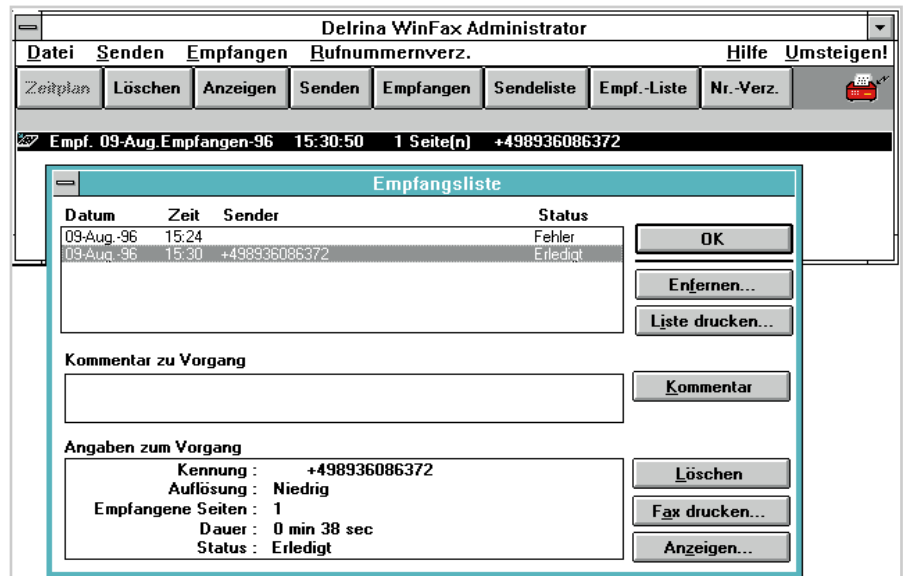 Delrina WinFax Administrator
Datei Senden Empfangen Rufnummernverz. Hilfe Umsteigen!
Zeitplan Löschen Anzeigen Senden Empfangen Sendeliste Empf.-Liste Nr.-Verz.
Empf. 09-Aug.Empfangen-96 15:30:50 1 Seite(n) +498936086372
Empfangsliste
Datum Zeit Sender Status
09-Aug.-96 15:24 Fehler
09-Aug.-96 15:30 +498936086372 Erledigt
OK
Enfernen...
Liste drucken...
Kommentar zu Vorgang
Kommentar
Angaben zum Vorgang
Kennung : +498936086372
Auflösung : Niedrig
Empfangene Seiten : 1
Dauer : 0 min 38 sec
Status : Erledigt
Löschen
Fax drucken...
Anzeigen...